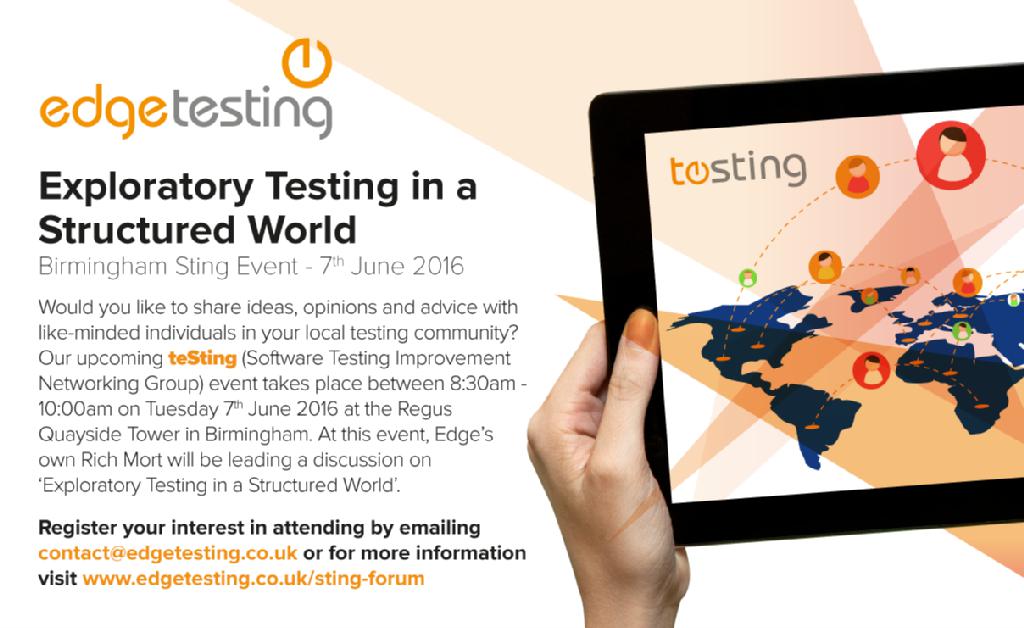 edgetesting
Exploratory Testing in a
Structured World
Birmingham Sting Event - 7th June 2016
Would you like to share ideas, opinions and advice with
like-minded individuals in your local testing community?
Our upcoming teSting (Software Testing Improvement
Networking Group) event takes place between 8:30am -
10:00am on Tuesday 7th June 2016 at the Regus
Quayside Tower in Birmingham. At this event, Edge's
own Rich Mort will be leading a discussion on
'Exploratory Testing in a Structured World'.
Register your interest in attending by emailing
contact@edgetesting.co.uk or for more information
visit www.edgetesting.co.uk/sting-forum
testing